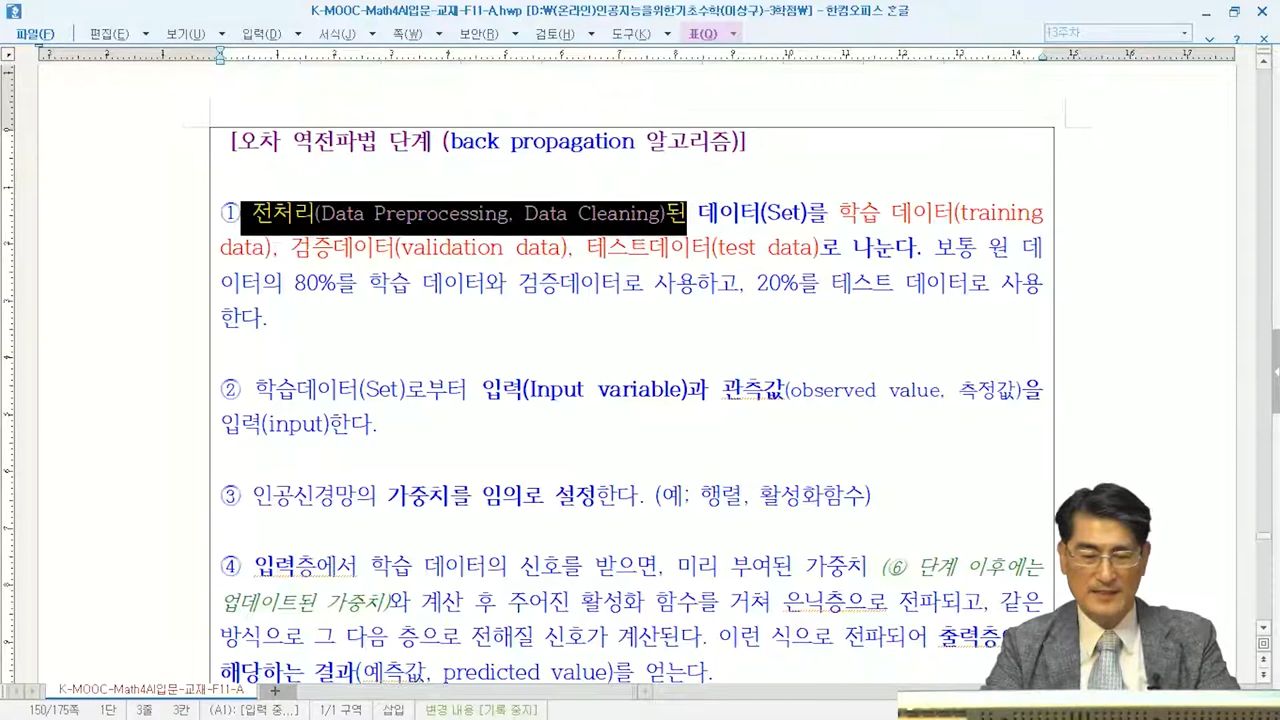 K-MOOC-Math4AI입문-교재-F11-A.hwp [D:₩(온라인)인공지능을위한기초수학(이상구)-3학점₩] - 한컴오피스 한글
파일(F) 편집(E) 보기(U) 입력(D) 서식(J) 쪽(W) 보안(B) 검토(H) 도구(K) 표(Q) 13주차
[오차 역전파법 단계 (back propagation 알고리즘)]
① 전처리(Data Preprocessing, Data Cleaning)된 데이터(Set)를 학습 데이터(training
data), 검증데이터(validation data), 테스트데이터(test data)로 나눈다. 보통 원 데
이터의 80%를 학습 데이터와 검증데이터로 사용하고, 20%를 테스트 데이터로 사용
한다.
② 학습데이터(Set)로부터 입력(Input variable)과 관측값(observed value, 측정값)을
입력(input)한다.
③ 인공신경망의 가중치를 임의로 설정한다. (예; 행렬, 활성화함수)
④ 입력층에서 학습 데이터의 신호를 받으면, 미리 부여된 가중치 (⑥ 단계 이후에는
업데이트된 가중치)와 계산 후 주어진 활성화 함수를 거쳐 은닉층으로 전파되고, 같은
방식으로 그 다음 층으로 전해질 신호가 계산된다. 이런 식으로 전파되어 출력층
해당하는 결과(예측값, predicted value)를 얻는다.
K-MOOC-Math4AI입문-교재-F11-A
150/175쪽 1단 3줄 3칸 (A1): [입력 중...] 1/1 구역 삽입 변경 내용 [기록 중지]